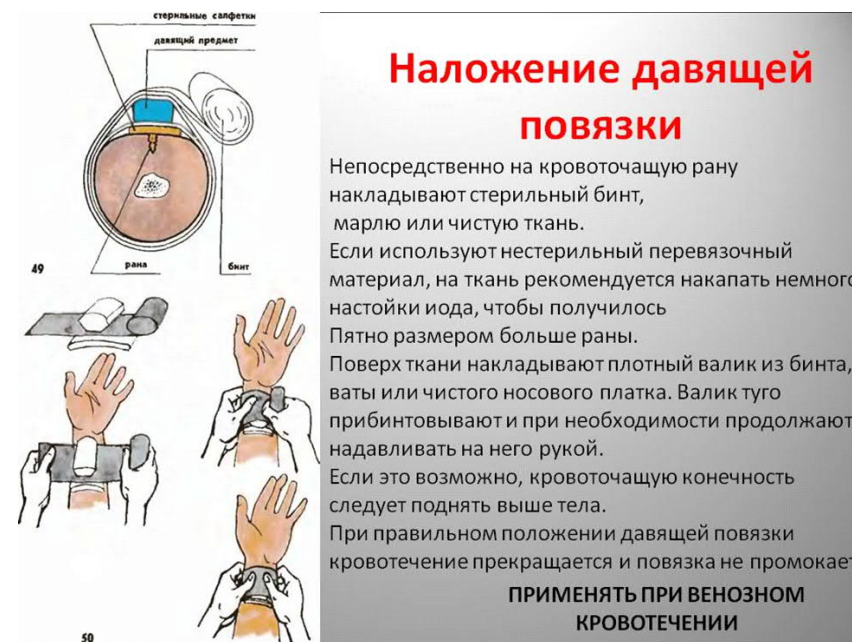 стерильные салфетки
давящий предмет
49
рана
бинт
50
Наложение давящей
повязки
Непосредственно на кровоточащую рану
накладывают стерильный бинт,
марлю или чистую ткань.
Если используют нестерильный перевязочный
материал, на ткань рекомендуется накапать немного
настойки иода, чтобы получилось
Пятно размером больше раны.
Поверх ткани накладывают плотный валик из бинта,
ваты или чистого носового платка. Валик туго
прибинтовывают и при необходимости продолжают
надавливать на него рукой.
Если это возможно, кровоточащую конечность
следует поднять выше тела.
При правильном положении давящей повязки
кровотечение прекращается и повязка не промокает
ПРИМЕНЯТЬ ПРИ ВЕНОЗНОМ
КРОВОТЕЧЕНИИ